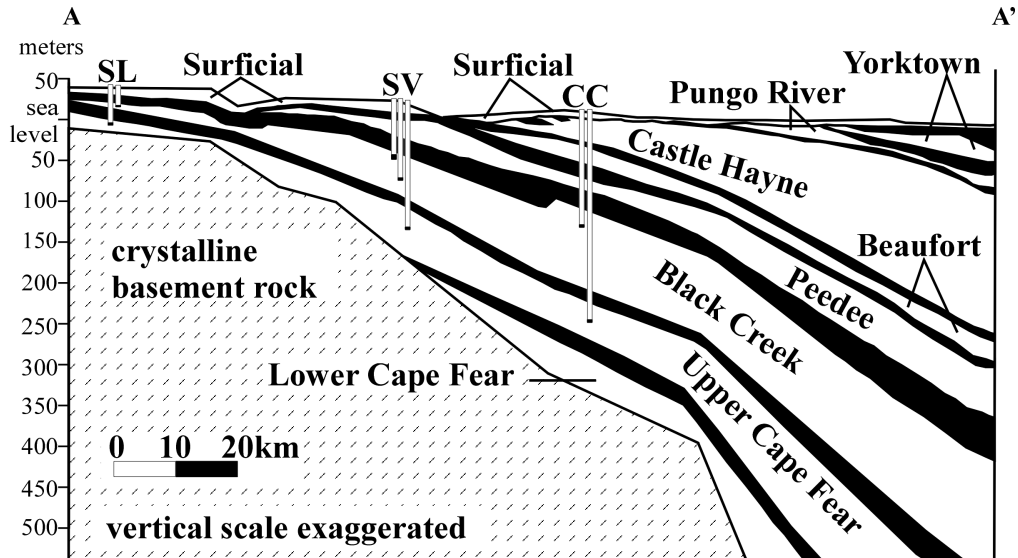 A
A'
meters
50
sea
level
50
100
150
200
250
300
350
400
450
500
SL
Surficial
SV
Surficial
CC
Pungo River
Yorktown
Castle Hayne
Beaufort
Peedee
Black Creek
Upper Cape Fear
Lower Cape Fear
crystalline
basement rock
0 10 20km
vertical scale exaggerated